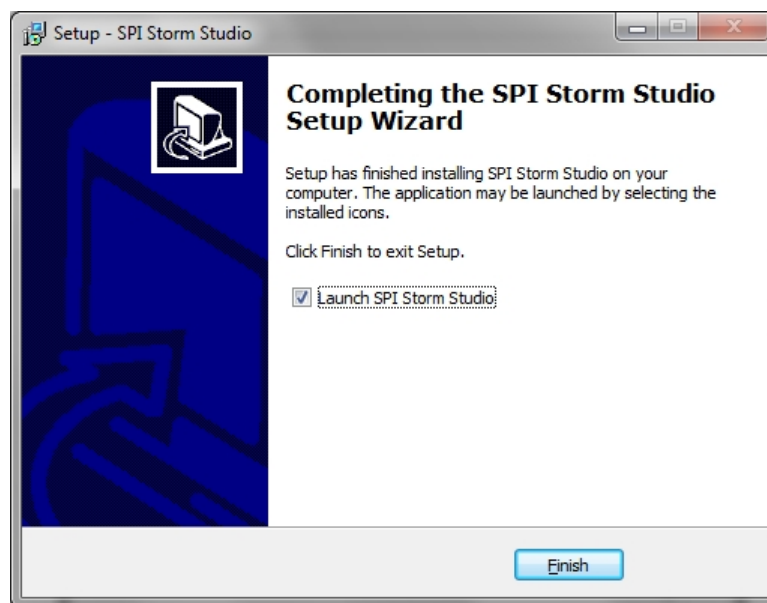 Setup - SPI Storm Studio
Completing the SPI Storm Studio
Setup Wizard
Setup has finished installing SPI Storm Studio on your
computer. The application may be launched by selecting the
installed icons.
Click Finish to exit Setup.
Launch SPI Storm Studio
Finish